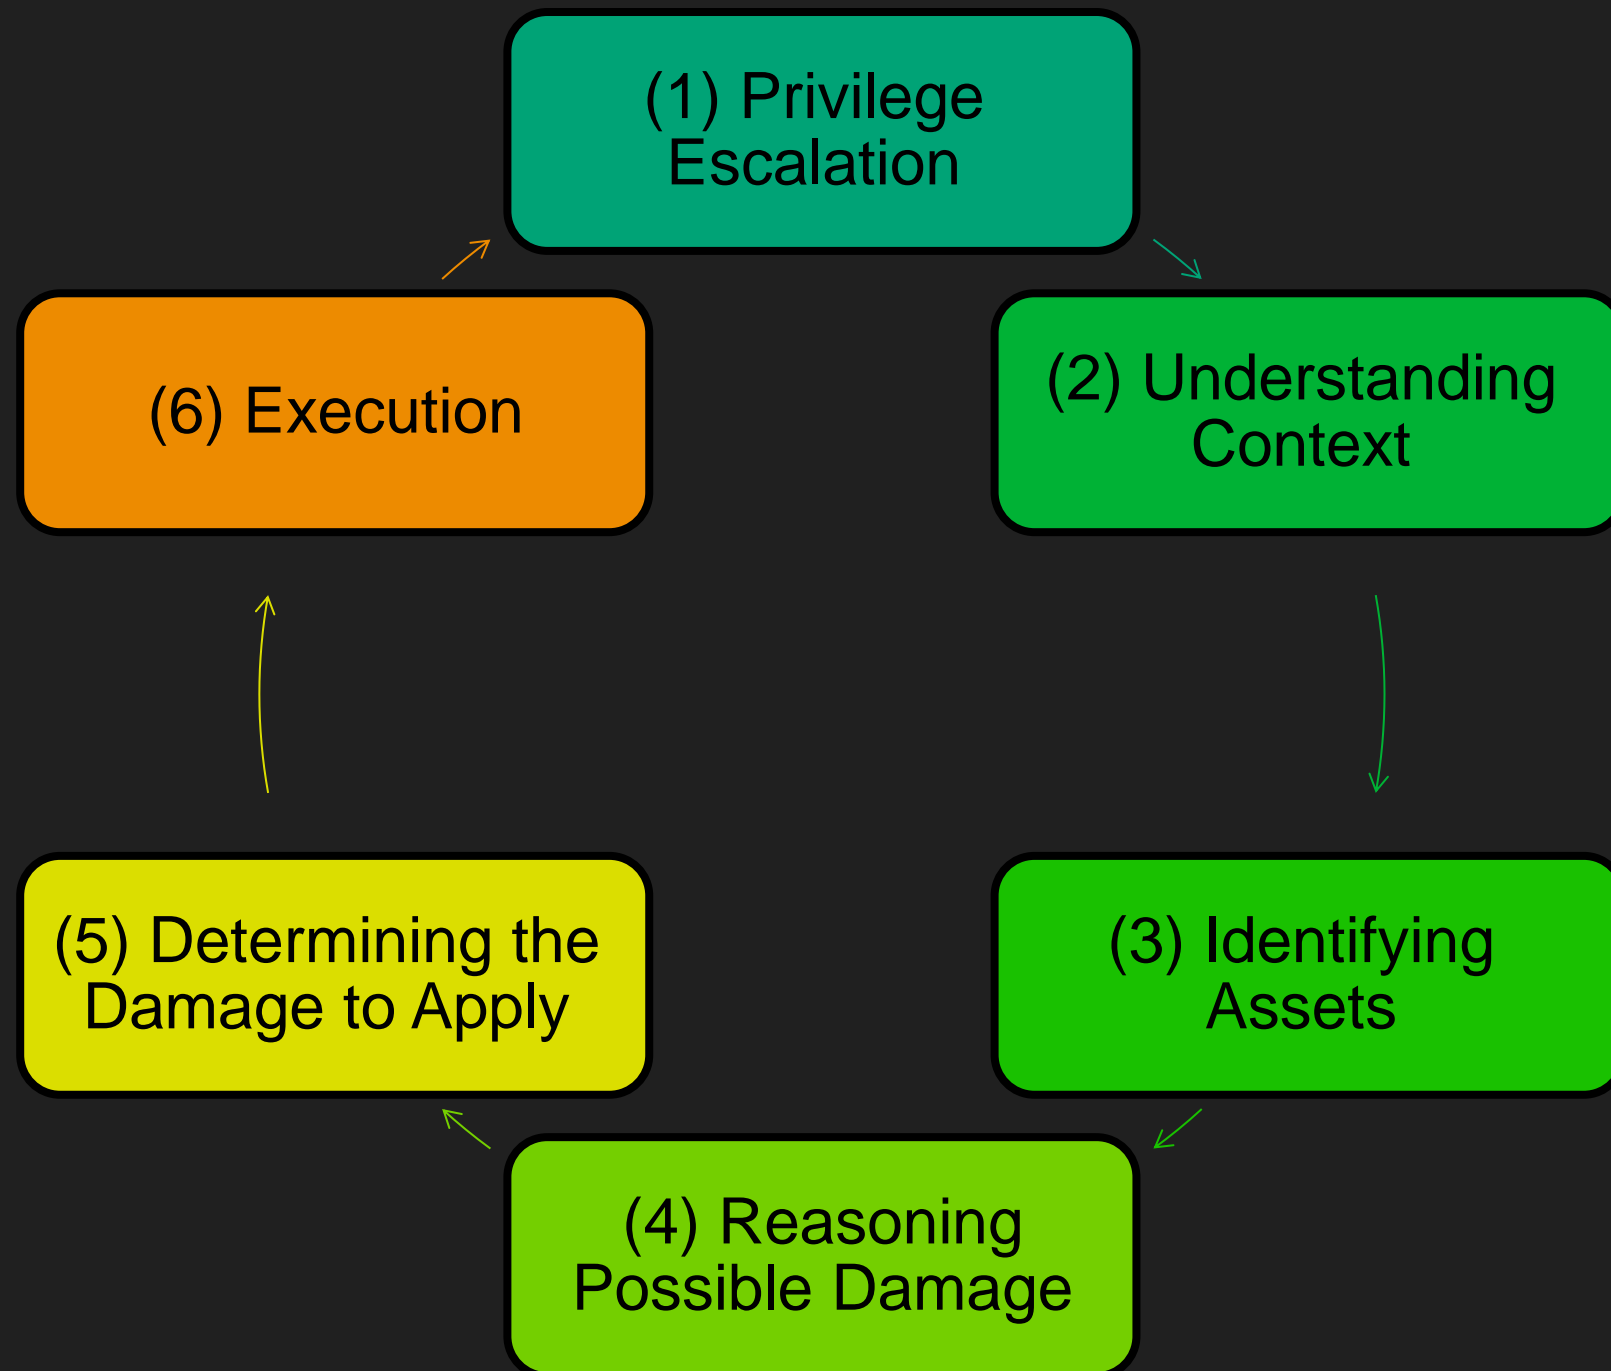 (1) Privilege
Escalation
(2) Understanding
Context
(3) Identifying
Assets
(4) Reasoning
Possible Damage
(5) Determining the
Damage to Apply
(6) Execution